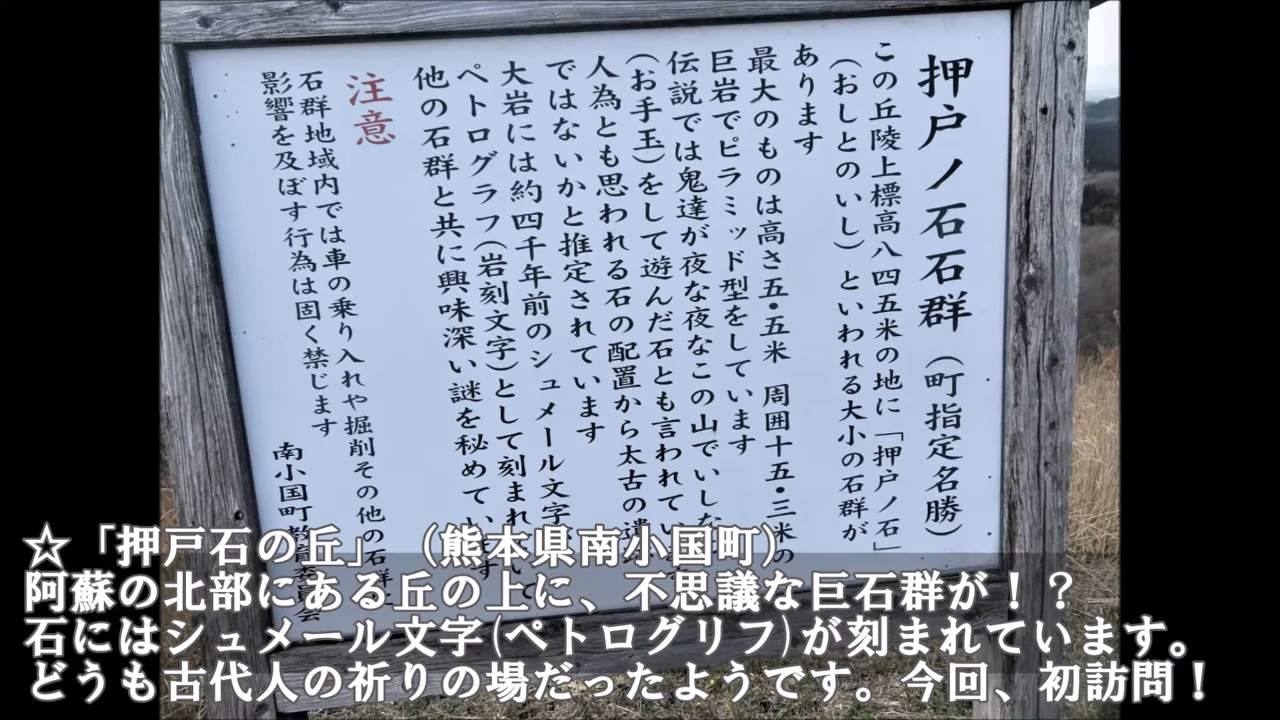 押戸ノ石石群（町指定名勝）
この丘陵上標高八四五米の地に「押戸ノ石」
（おしとのいし）といわれる大小の石群が
あります
最大のものは高さ五・五米 周囲十五・三米の
巨岩でピラミッド型をしています
伝説では鬼達が夜な夜なこの山でいしな
（お手玉）をして遊んだ石とも言われてい
人為とも思われる石の配置から太古の遺
ではないかと推定されています
大岩には約四千年前のシュメール文字
ペトログラフ（岩刻文字）として刻まれ
他の石群と共に興味深い謎を秘めています
注意
石群地域内では車の乗り入れや掘削その他の石群に
影響を及ぼす行為は固く禁じます
南小国町教育委員会
☆「押戸石の丘」（熊本県南小国町）
阿蘇の北部にある丘の上に、不思議な巨石群が！？
石にはシュメール文字(ペトログリフ)が刻まれています。
どうも古代人の祈りの場だったようです。今回、初訪問！